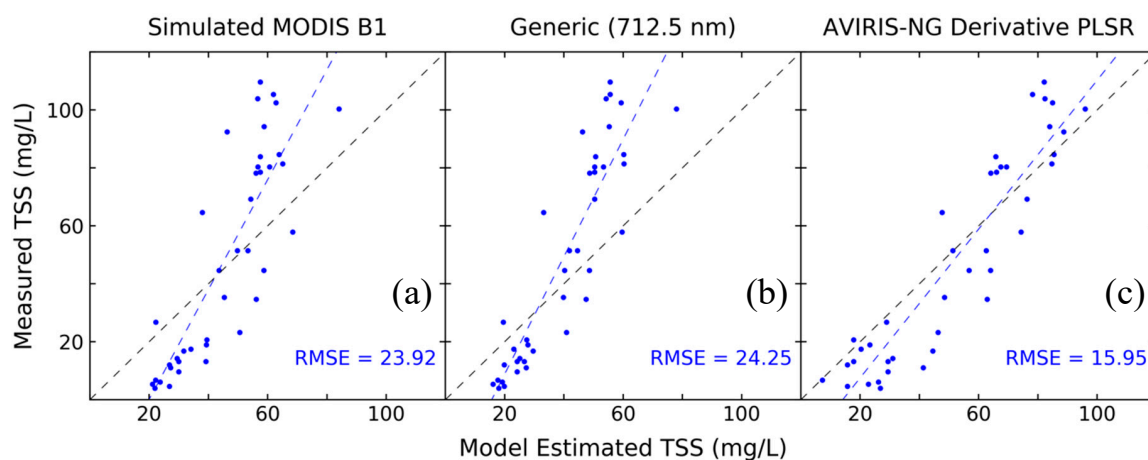 Simulated MODIS B1
Generic (712.5 nm)
AVIRIS-NG Derivative PLSR
Measured TSS (mg/L)
100
60
20
(a)
RMSE = 23.92
(b)
RMSE = 24.25
(c)
RMSE = 15.95
20 60 100
20 60 100
20 60 100
Model Estimated TSS (mg/L)